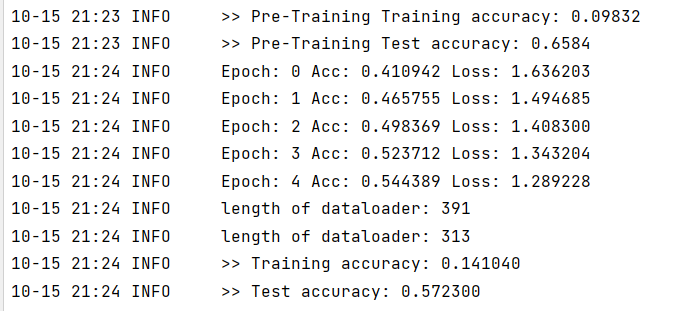 10-15 21:23 INFO     >> Pre-Training Training accuracy: 0.09832
10-15 21:23 INFO     >> Pre-Training Test accuracy: 0.6584
10-15 21:24 INFO     Epoch: 0 Acc: 0.410942 Loss: 1.636203
10-15 21:24 INFO     Epoch: 1 Acc: 0.465755 Loss: 1.494685
10-15 21:24 INFO     Epoch: 2 Acc: 0.498369 Loss: 1.408300
10-15 21:24 INFO     Epoch: 3 Acc: 0.523712 Loss: 1.343204
10-15 21:24 INFO     Epoch: 4 Acc: 0.544389 Loss: 1.289228
10-15 21:24 INFO     length of dataloader: 391
10-15 21:24 INFO     length of dataloader: 313
10-15 21:24 INFO     >> Training accuracy: 0.141040
10-15 21:24 INFO     >> Test accuracy: 0.572300